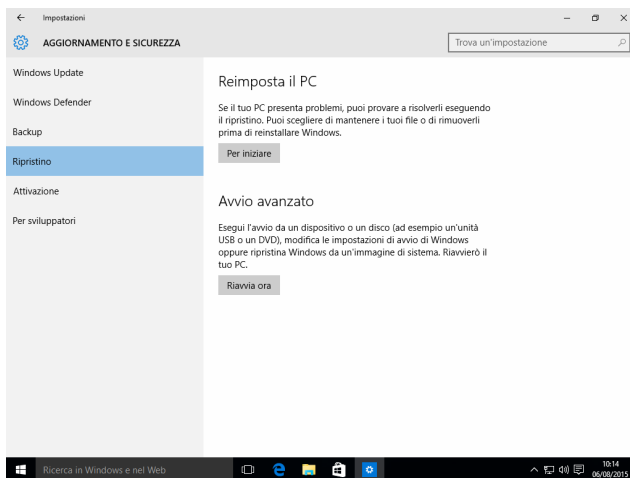 Impostazioni
AGGIORNAMENTO E SICUREZZA
Trova un'impostazione
Windows Update
Windows Defender
Backup
Ripristino
Attivazione
Per sviluppatori
Reimposta il PC
Se il tuo PC presenta problemi, puoi provare a risolverli eseguendo
il ripristino. Puoi scegliere di mantenere i tuoi file o di rimuoverli
prima di reinstallare Windows.
Per iniziare
Avvio avanzato
Esegui l'avvio da un dispositivo o un disco (ad esempio un'unità
USB o un DVD), modifica le impostazioni di avvio di Windows
oppure ripristina Windows da un'immagine di sistema. Riavvierò il
tuo PC.
Riavvia ora
Ricerca in Windows e nel Web
10:14
06/08/2015